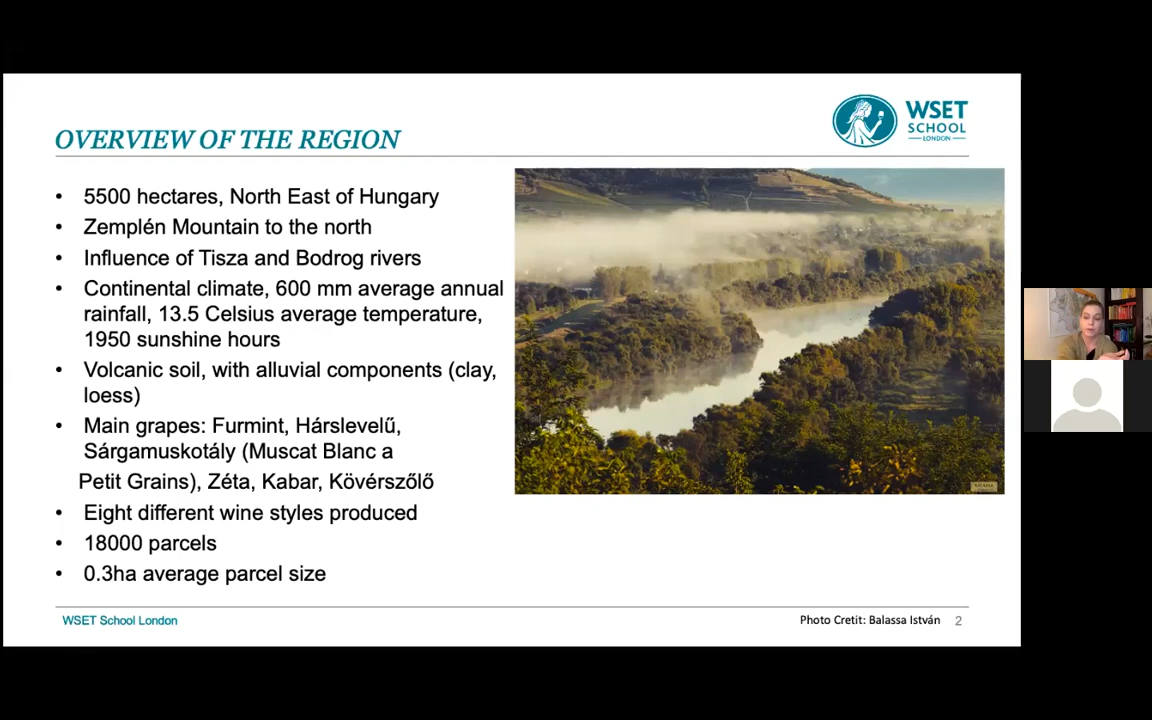 WSET
SCHOOL
LONDON
OVERVIEW OF THE REGION
• 5500 hectares, North East of Hungary
• Zemplén Mountain to the north
• Influence of Tisza and Bodrog rivers
• Continental climate, 600 mm average annual
rainfall, 13.5 Celsius average temperature,
1950 sunshine hours
• Volcanic soil, with alluvial components (clay,
loess)
• Main grapes: Furmint, Hárslevelű,
Sárgamuskotály (Muscat Blanc a
Petit Grains), Zéta, Kabar, Kövérszőlő
• Eight different wine styles produced
• 18000 parcels
• 0.3ha average parcel size
WSET School London
Photo Cretit: Balassa István 2